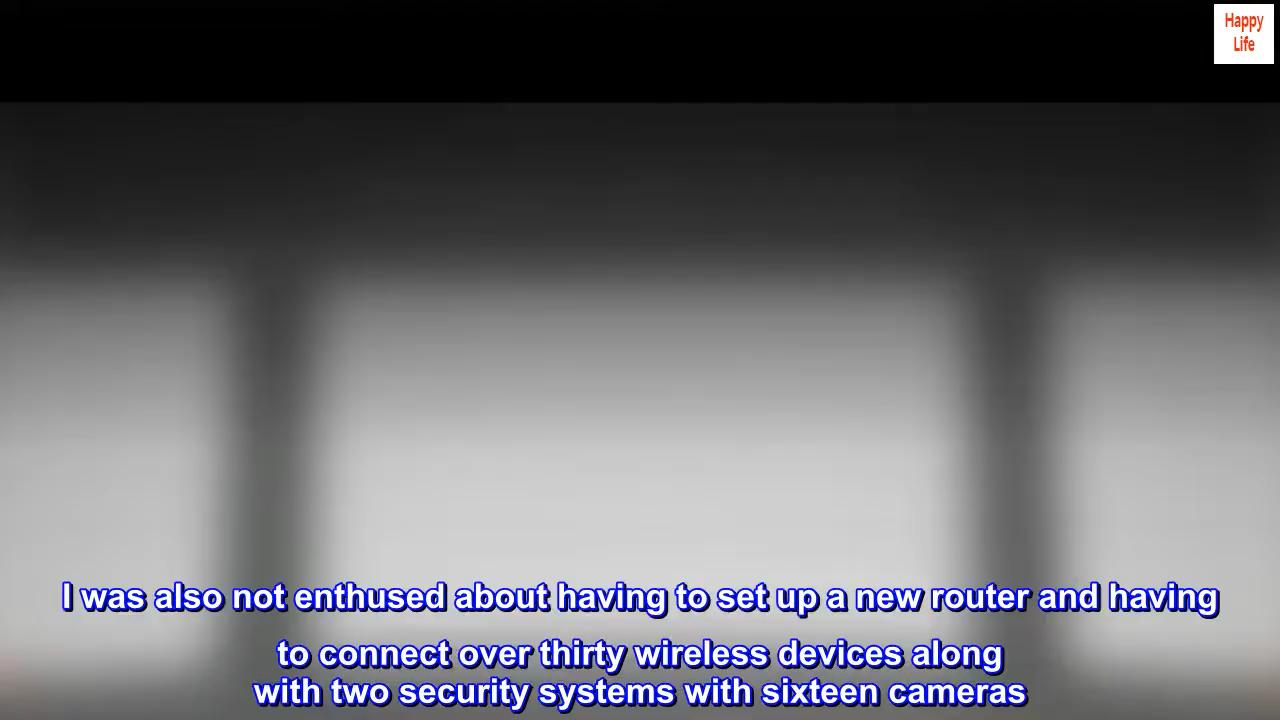 Happy
Life
I was also not enthused about having to set up a new router and having
to connect over thirty wireless devices along
with two security systems with sixteen cameras